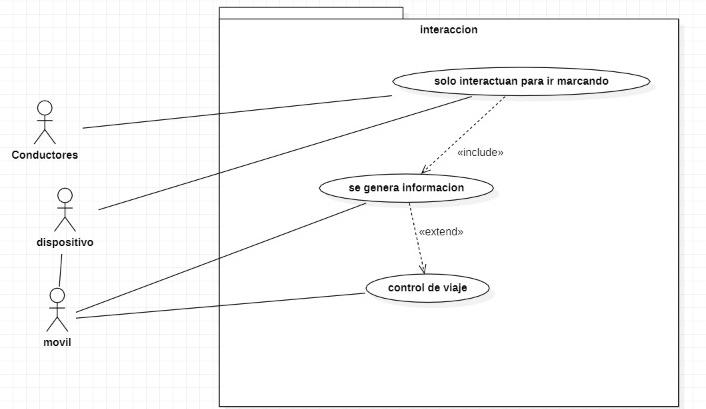 interaccion
solo interactuan para ir marcando
Conductores
«include»
se genera informacion
dispositivo
«extend»
control de viaje
movil